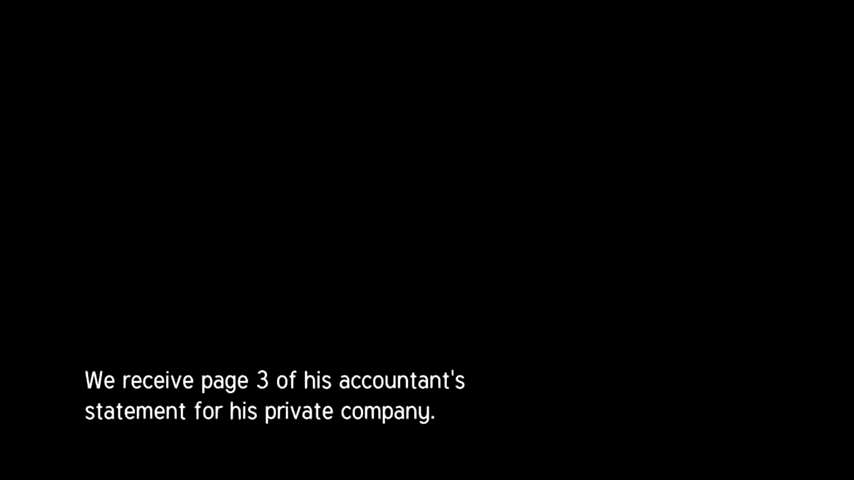 We receive page 3 of his accountant's
statement for his private company.